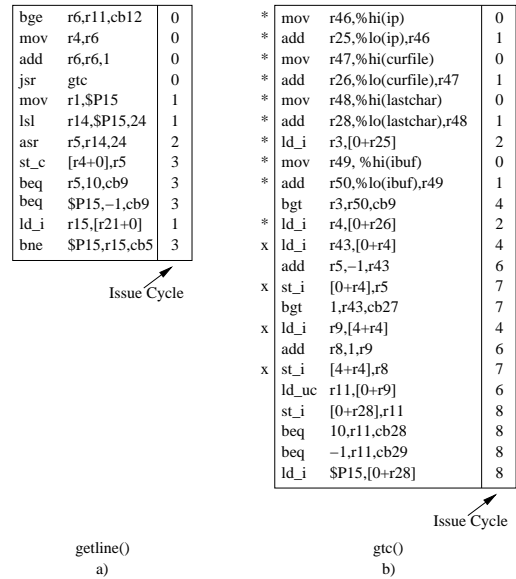 bge r6,r11,cb12 0
mov r4,r6 0
add r6,r6,1 0
jsr gtc 0
mov r1,$P15 1
lsl r14,$P15,24 1
asr r5,r14,24 2
st_c [r4+0],r5 3
beq r5,10,cb9 3
beq $P15,−1,cb9 3
ld_i r15,[r21+0] 1
bne $P15,r15,cb5 3
Issue Cycle
getline()
a)
* mov r46,%hi(ip) 0
* add r25,%lo(ip),r46 1
* mov r47,%hi(curfile) 0
* add r26,%lo(curfile),r47 1
* mov r48,%hi(lastchar) 0
* add r28,%lo(lastchar),r48 1
* ld_i r3,[0+r25] 2
* mov r49, %hi(ibuf) 0
* add r50,%lo(ibuf),r49 1
bgt r3,r50,cb9 4
* ld_i r4,[0+r26] 2
x ld_i r43,[0+r4] 4
add r5,−1,r43 6
x st_i [0+r4],r5 7
bgt 1,r43,cb27 7
x ld_i r9,[4+r4] 4
add r8,1,r9 6
x st_i [4+r4],r8 7
ld_uc r11,[0+r9] 6
st_i [0+r28],r11 8
beq 10,r11,cb28 8
beq −1,r11,cb29 8
ld_i $P15,[0+r28] 8
Issue Cycle
gtc()
b)